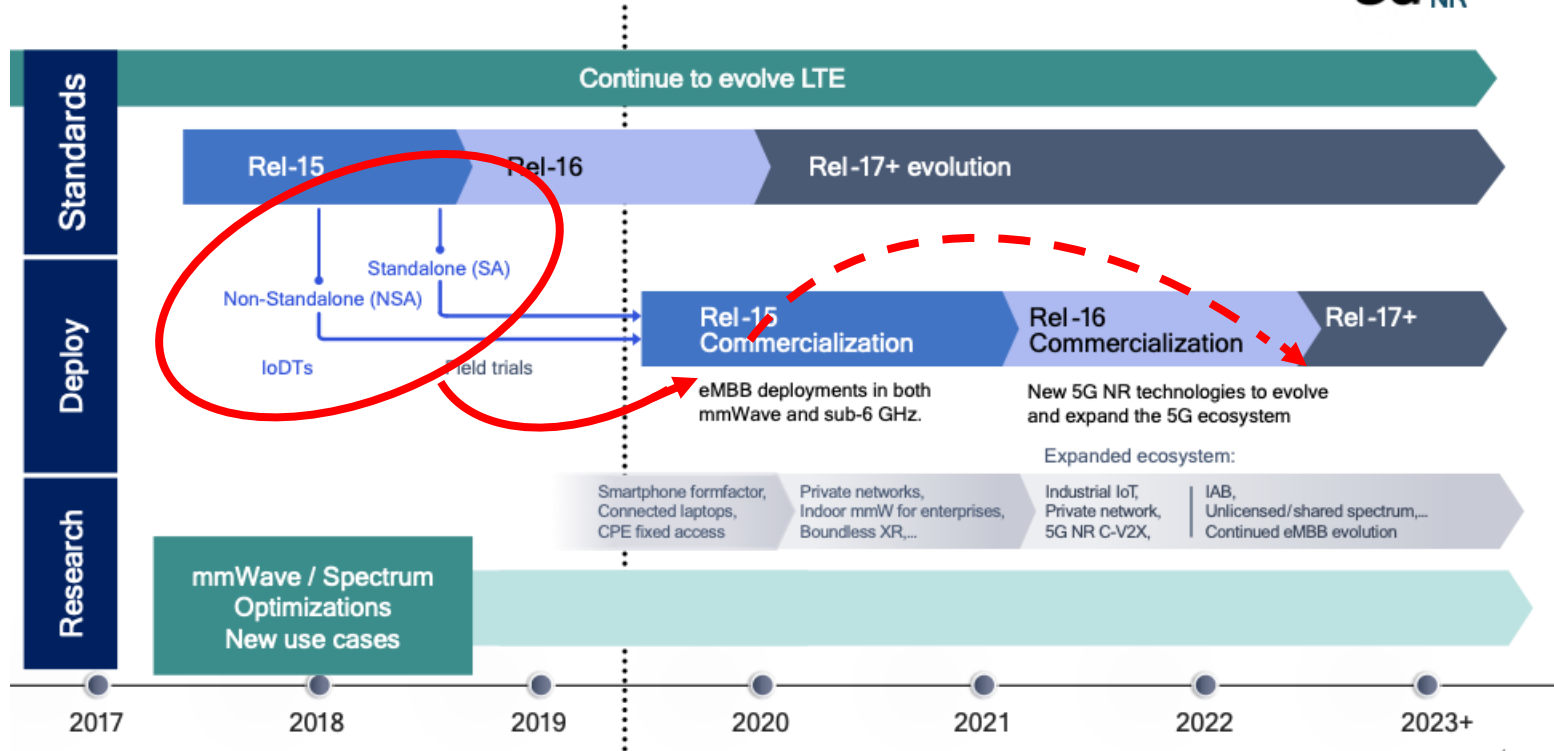 NR
Continue to evolve LTE
Standards
Rel-15
Rel-16
Rel-17+ evolution
Standalone (SA)
Non-Standalone (NSA)
IoDTs
Field trials
Deploy
Rel-15
Commercialization
Rel-16
Commercialization
Rel-17+
eMBB deployments in both
mmWave and sub-6 GHz.
New 5G NR technologies to evolve
and expand the 5G ecosystem
Expanded ecosystem:
Smartphone formfactor,
Connected laptops,
CPE fixed access
Private networks,
Indoor mmW for enterprises,
Boundless XR,...
Industrial IoT,
Private network,
5G NR C-V2X,
IAB,
Unlicensed/shared spectrum,...
Continued eMBB evolution
Research
mmWave / Spectrum
Optimizations
New use cases
2017
2018
2019
2020
2021
2022
2023+